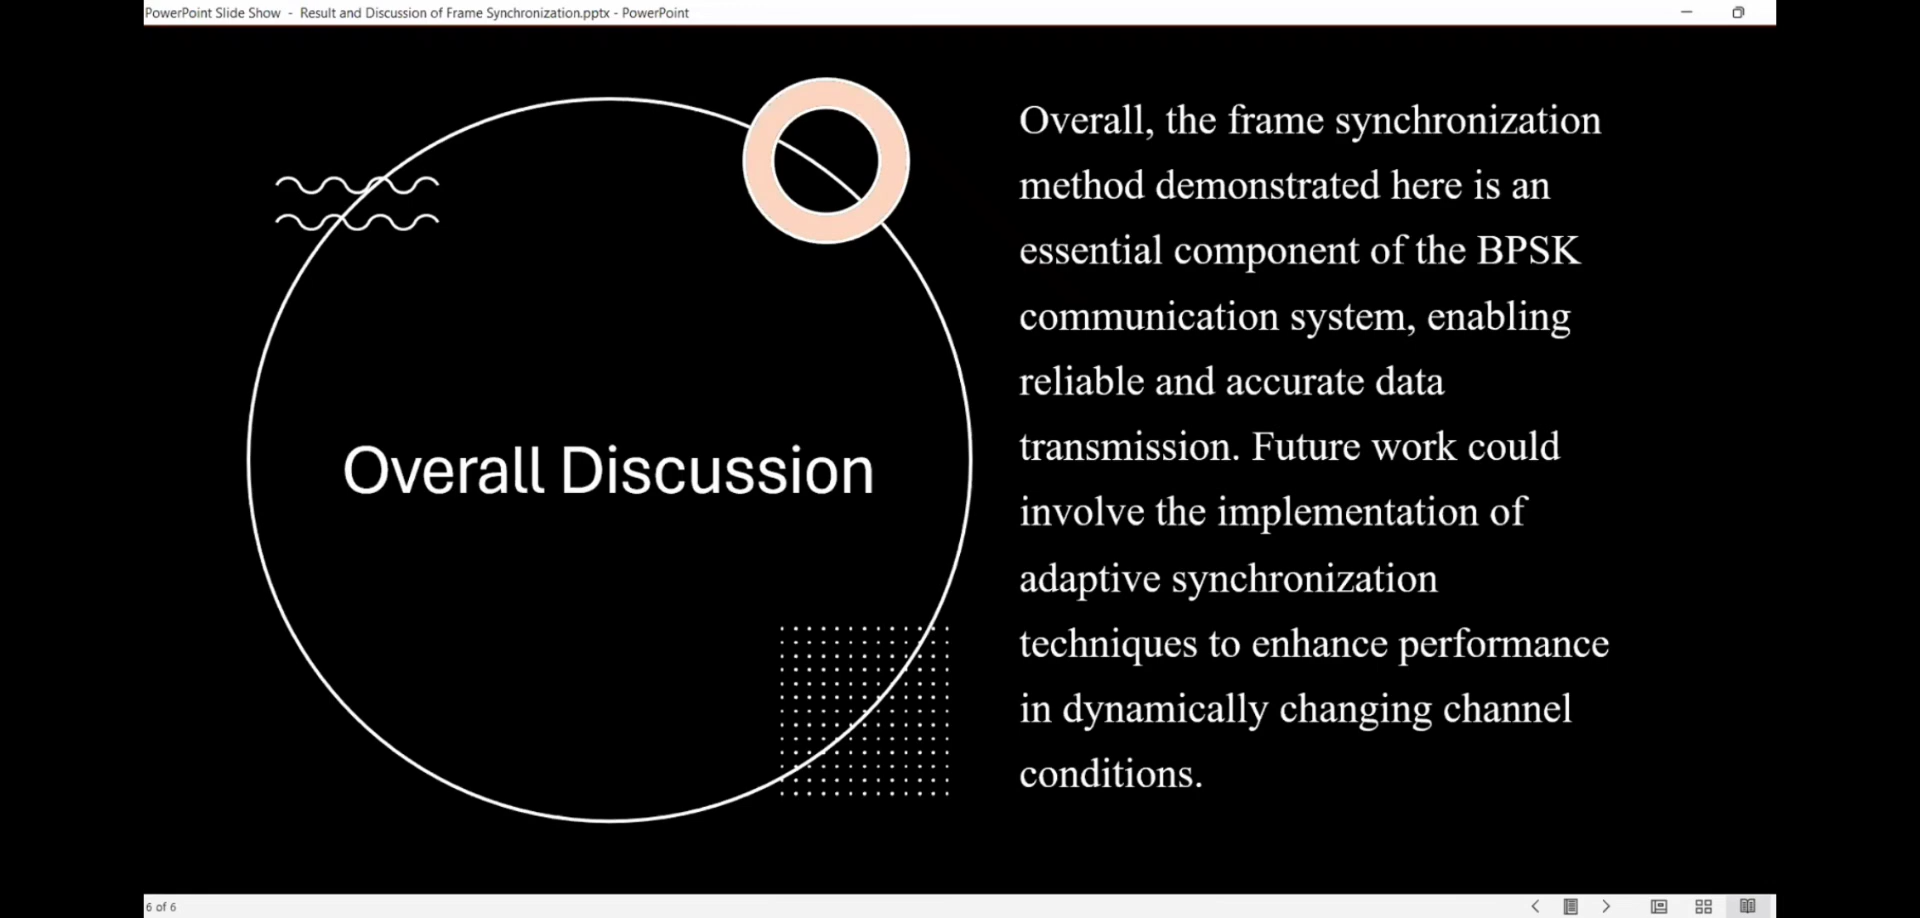 PowerPoint Slide Show - Result and Discussion of Frame Synchronization.pptx - PowerPoint
Overall Discussion
Overall, the frame synchronization
method demonstrated here is an
essential component of the BPSK
communication system, enabling
reliable and accurate data
transmission. Future work could
involve the implementation of
adaptive synchronization
techniques to enhance performance
in dynamically changing channel
conditions.
6 of 6